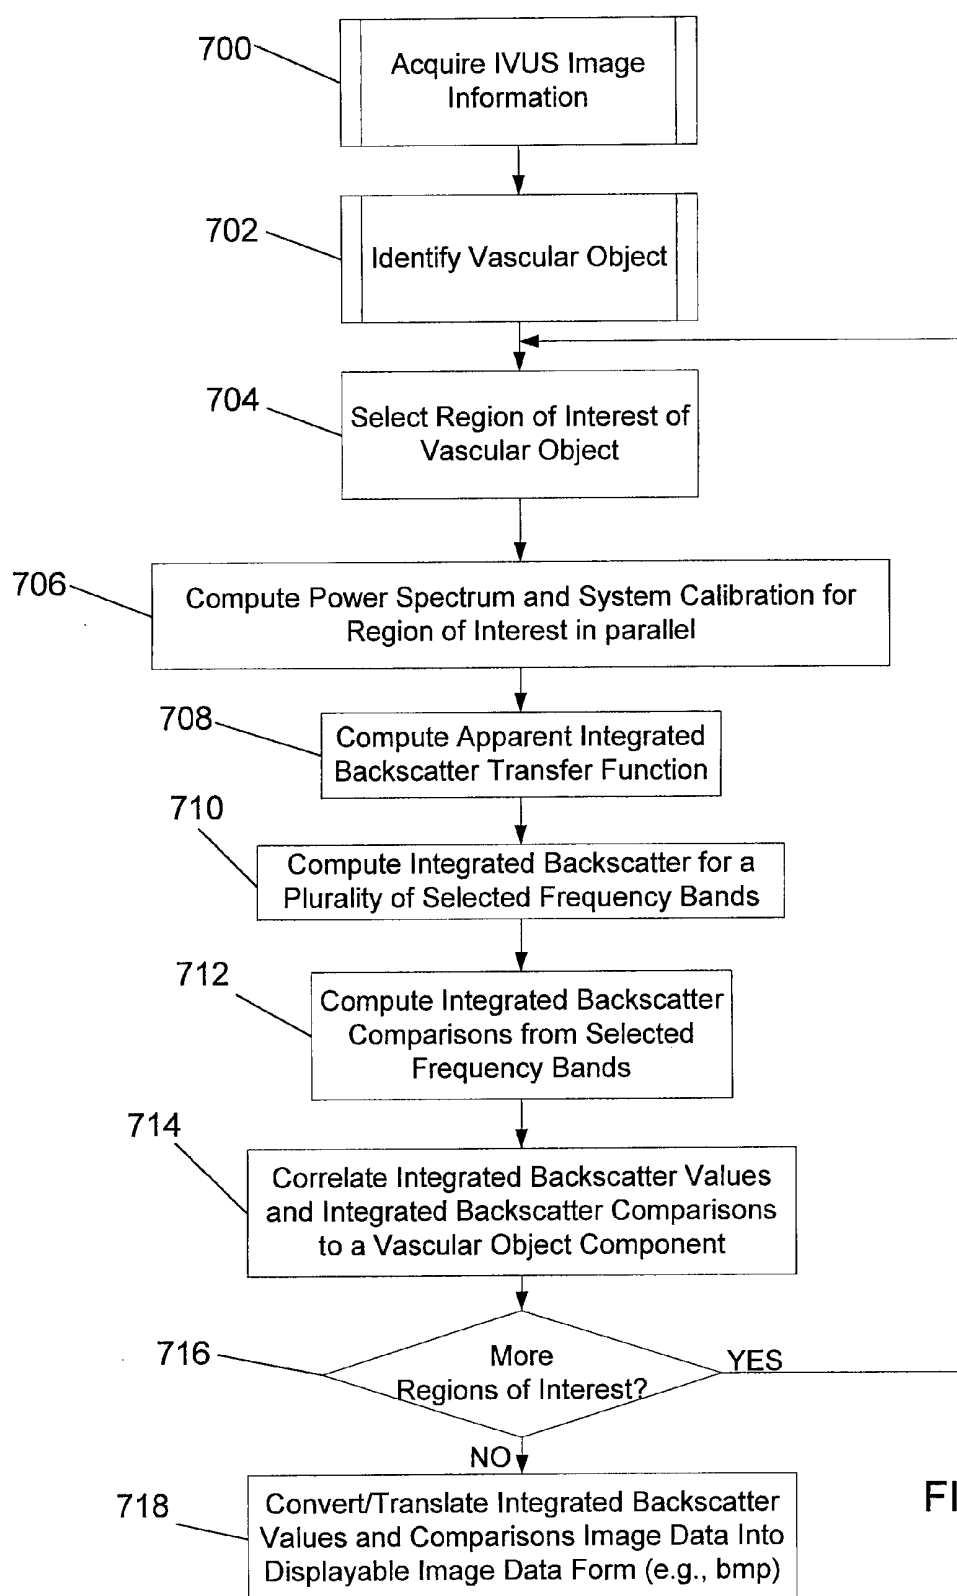 700
Acquire IVUS Image
Information
702
Identify Vascular Object
704
Select Region of Interest of
Vascular Object
706
Compute Power Spectrum and System Calibration for
Region of Interest in parallel
708
Compute Apparent Integrated
Backscatter Transfer Function
710
Compute Integrated Backscatter for a
Plurality of Selected Frequency Bands
712
Compute Integrated Backscatter
Comparisons from Selected
Frequency Bands
714
Correlate Integrated Backscatter Values
and Integrated Backscatter Comparisons
to a Vascular Object Component
716
More
Regions of Interest?
YES
NO
718
Convert/Translate Integrated Backscatter
Values and Comparisons Image Data Into
Displayable Image Data Form (e.g., bmp)
FI